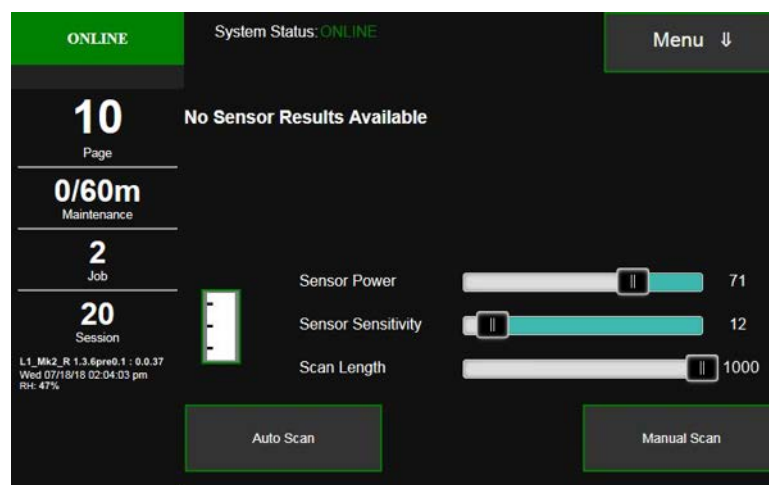 ONLINE
System Status: ONLINE
Menu ⇓
10
Page
0/60m
Maintenance
2
Job
20
Session
L1_Mk2_R 1.3.6pre0.1 : 0.0.37
Wed 07/18/18 02:04:03 pm
RH: 47%
No Sensor Results Available
Sensor Power 71
Sensor Sensitivity 12
Scan Length 1000
Auto Scan
Manual Scan